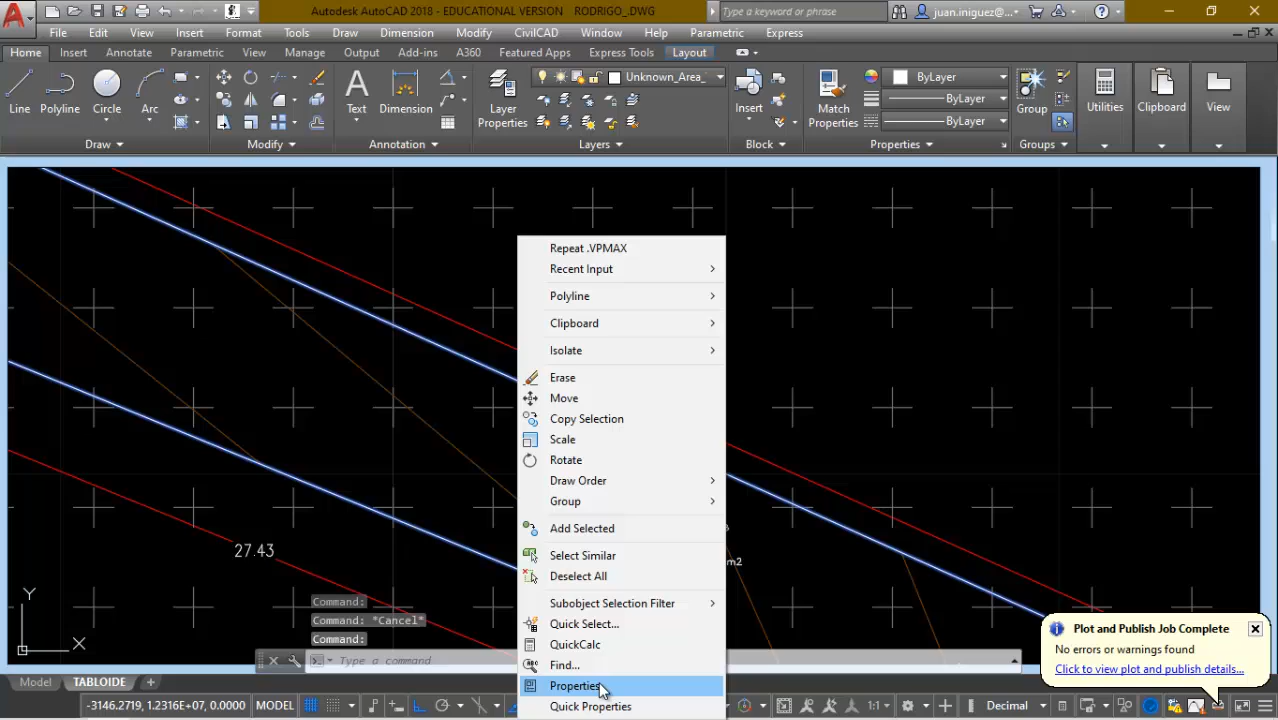 Autodesk AutoCAD 2018 - EDUCATIONAL VERSION RODRIGO_.DWG
Type a keyword or phrase
juan.iniguez@...
File Edit View Insert Format Tools Draw Dimension Modify CivilCAD Window Help Parametric Express
Home Insert Annotate Parametric View Manage Output Add-ins A360 Featured Apps Express Tools Layout
Line Polyline Circle Arc
Text Dimension
Layer Properties
Unknown_Area_
Insert
Match Properties
ByLayer
ByLayer
ByLayer
Group
Utilities
Clipboard
View
Draw Modify Annotation Layers Block Properties Groups
Repeat .VPMAX
Recent Input
Polyline
Clipboard
Isolate
Erase
Move
Copy Selection
Scale
Rotate
Draw Order
Group
Add Selected
Select Similar
Deselect All
Subobject Selection Filter
Quick Select...
QuickCalc
Find...
Properties
Quick Properties
27.43
m2
Y
X
Command:
Command: *Cancel*
Command:
Type a command
Plot and Publish Job Complete
No errors or warnings found
Click to view plot and publish details...
Model TABLOIDE +
-3146.2719, 1.2316E+07, 0.0000 MODEL
1:1
Decimal